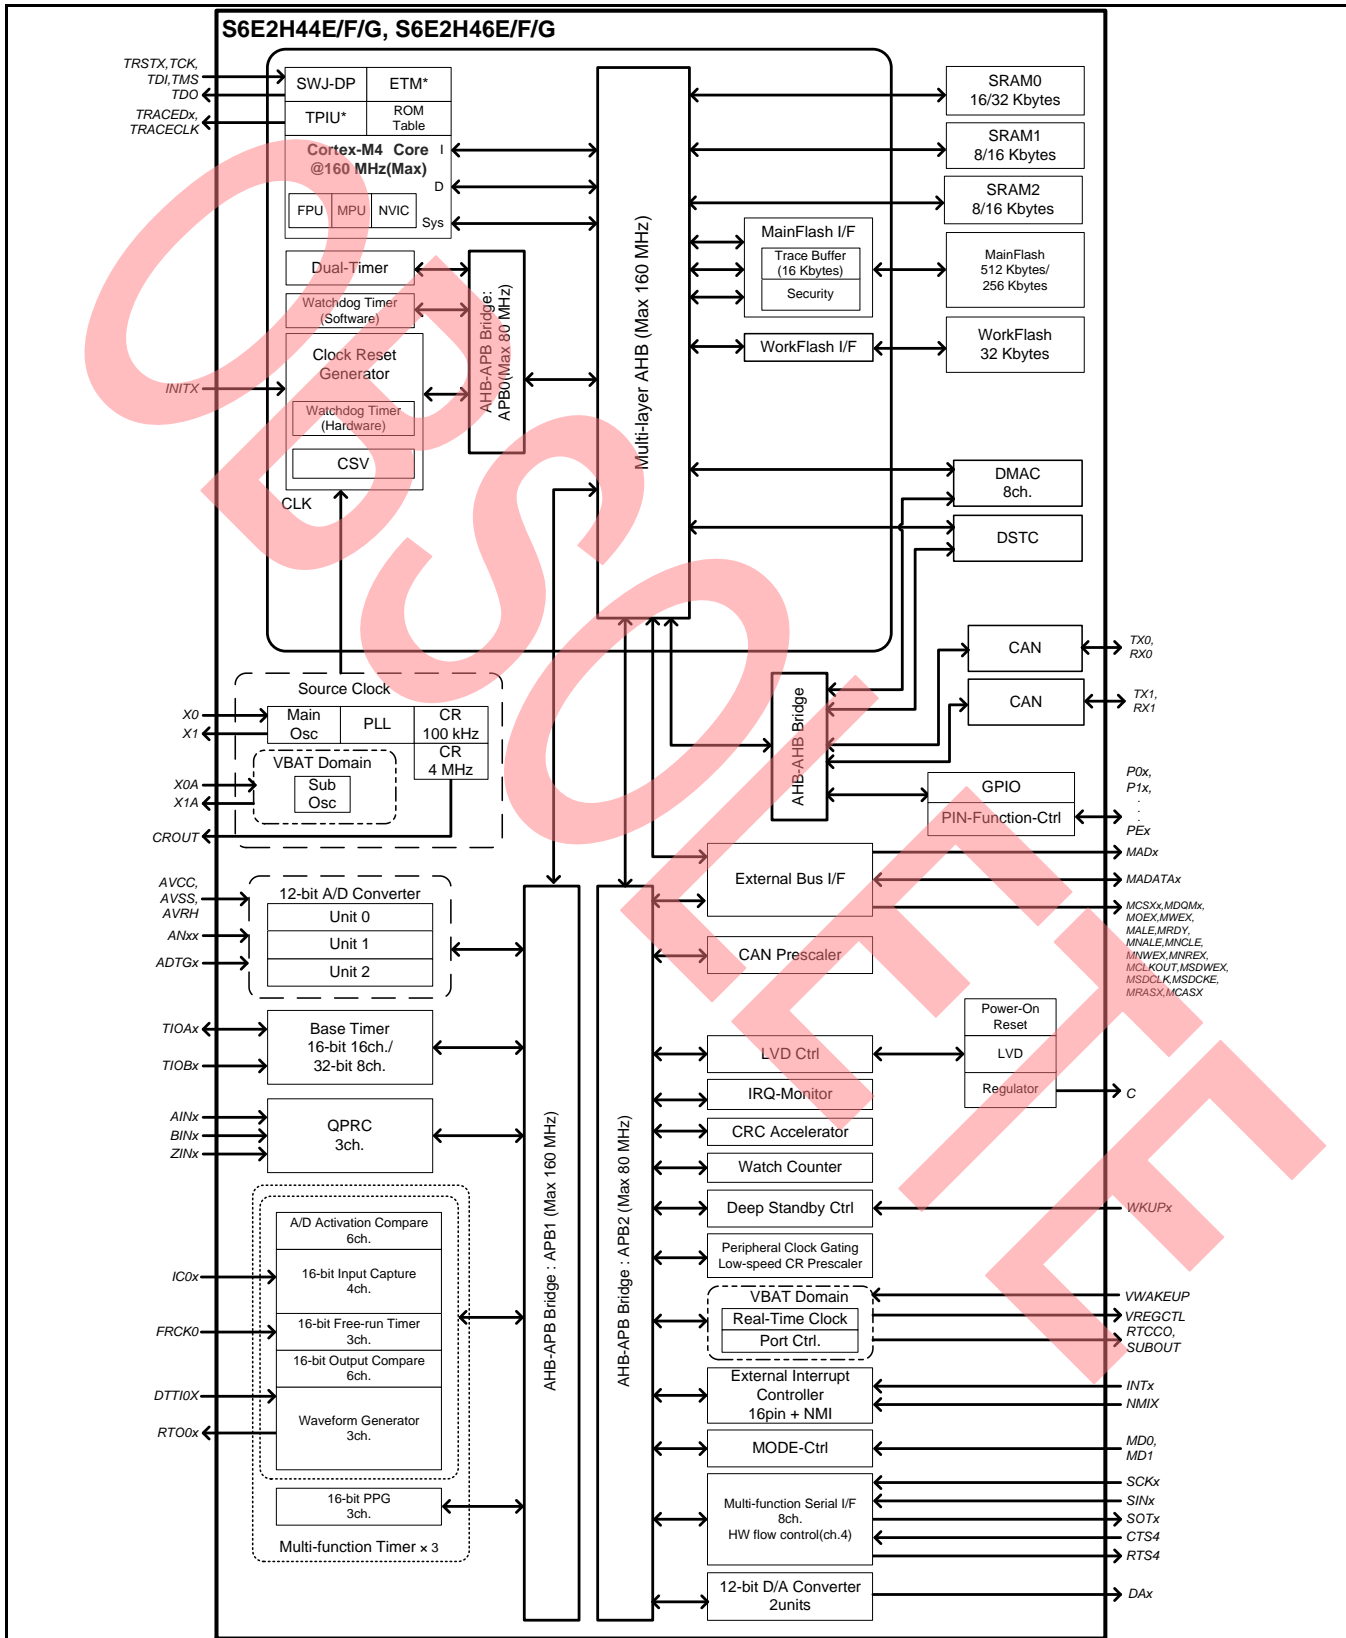 S6E2H44E/F/G, S6E2H46E/F/G
TRSTX,TCK,
TDI,TMS
TDO
TRACEDx,
TRACECLK
SWJ-DP
ETM*
TPIU*
ROM
Table
Cortex-M4 Core
@160 MHz(Max)
I
D
Sys
FPU
MPU
NVIC
Dual-Timer
Watchdog Timer
(Software)
Clock Reset
Generator
Watchdog Timer
(Hardware)
CSV
CLK
INITX
AHB-APB Bridge:
APB0(Max 80 MHz)
Multi-layer AHB (Max 160 MHz)
SRAM0
16/32 Kbytes
SRAM1
8/16 Kbytes
SRAM2
8/16 Kbytes
MainFlash I/F
Trace Buffer
(16 Kbytes)
Security
MainFlash
512 Kbytes/
256 Kbytes
WorkFlash I/F
WorkFlash
32 Kbytes
DMAC
8ch.
DSTC
CAN
TX0,
RX0
CAN
TX1,
RX1
AHB-AHB Bridge
GPIO
PIN-Function-Ctrl
P0x,
P1x,
.
.
PEx
Source Clock
X0
X1
Main
Osc
PLL
CR
100 kHz
CR
4 MHz
VBAT Domain
Sub
Osc
X0A
X1A
CROUT
External Bus I/F
MADx
MADATAx
MCSXx,MDQMx,
MOEX,MWEX,
MALE,MRDY,
MNALE,MNCLE,
MNWEX,MNREX,
MCLKOUT,MSDWEX,
MSDCLK,MSDCKE,
MRASX,MCASX
AVCC,
AVSS,
AVRH
ANxx
ADTGx
12-bit A/D Converter
Unit 0
Unit 1
Unit 2
CAN Prescaler
TIOAx
TIOBx
Base Timer
16-bit 16ch./
32-bit 8ch.
AINx
BINx
ZINx
QPRC
3ch.
AHB-APB Bridge : APB1 (Max 160 MHz)
AHB-APB Bridge : APB2 (Max 80 MHz)
LVD Ctrl
Power-On
Reset
LVD
Regulator
C
IRQ-Monitor
CRC Accelerator
Watch Counter
Deep Standby Ctrl
WKUPx
Peripheral Clock Gating
Low-speed CR Prescaler
VBAT Domain
Real-Time Clock
Port Ctrl.
VWAKEUP
VREGCTL
RTCCO,
SUBOUT
A/D Activation Compare
6ch.
IC0x
16-bit Input Capture
4ch.
FRCK0
16-bit Free-run Timer
3ch.
16-bit Output Compare
6ch.
DTTI0X
RTO0x
Waveform Generator
3ch.
16-bit PPG
3ch.
Multi-function Timer × 3
External Interrupt
Controller
16pin + NMI
INTx
NMIX
MODE-Ctrl
MD0,
MD1
Multi-function Serial I/F
8ch.
HW flow control(ch.4)
SCKx
SINx
SOTx
CTS4
RTS4
12-bit D/A Converter
2units
DAx
OBSOLETE